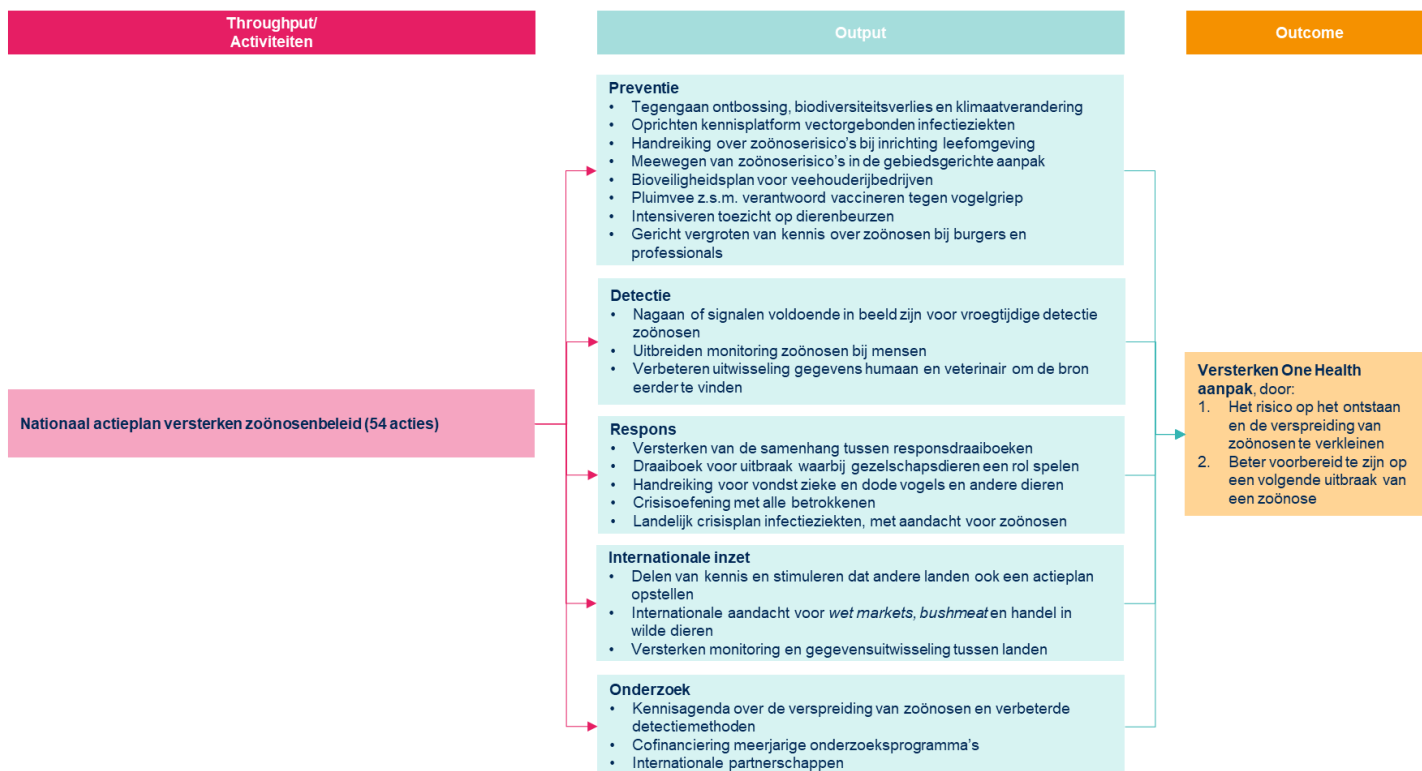 Throughput/
Activiteiten
Output
Outcome
Nationaal actieplan versterken zoönosenbeleid (54 acties)
Preventie
• Tegengaan ontbossing, biodiversiteitsverlies en klimaatverandering
• Oprichten kennisplatform vectorgebonden infectieziekten
• Handreiking over zoönoserisico’s bij inrichting leefomgeving
• Meewegen van zoönoserisico’s in de gebiedsgerichte aanpak
• Bioveiligheidsplan voor veehouderijbedrijven
• Pluimvee z.s.m. verantwoord vaccineren tegen vogelgriep
• Intensiveren toezicht op dierenbeurzen
• Gericht vergroten van kennis over zoönosen bij burgers en
professionals
Detectie
• Nagaan of signalen voldoende in beeld zijn voor vroegtijdige detectie
zoönosen
• Uitbreiden monitoring zoönosen bij mensen
• Verbeteren uitwisseling gegevens humaan en veterinair om de bron
eerder te vinden
Respons
• Versterken van de samenhang tussen responsdraaiboeken
• Draaiboek voor uitbraak waarbij gezelschapsdieren een rol spelen
• Handreiking voor vondst zieke en dode vogels en andere dieren
• Crisisoefening met alle betrokkenen
• Landelijk crisisplan infectieziekten, met aandacht voor zoönosen
Internationale inzet
• Delen van kennis en stimuleren dat andere landen ook een actieplan
opstellen
• Internationale aandacht voor wet markets, bushmeat en handel in
wilde dieren
• Versterken monitoring en gegevensuitwisseling tussen landen
Onderzoek
• Kennisagenda over de verspreiding van zoönosen en verbeterde
detectiemethoden
• Cofinanciering meerjarige onderzoeksprogramma’s
• Internationale partnerschappen
Versterken One Health
aanpak, door:
1. Het risico op het ontstaan
en de verspreiding van
zoönosen te verkleinen
2. Beter voorbereid te zijn op
een volgende uitbraak van
een zoönose